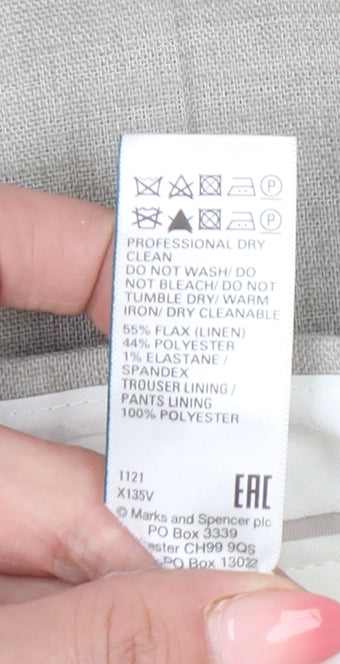 P
P
PROFESSIONAL DRY
CLEAN
DO NOT WASH/ DO
NOT BLEACH/ DO NOT
TUMBLE DRY/ WARM
IRON/ DRY CLEANABLE
55% FLAX (LINEN)
44% POLYESTER
1% ELASTANE /
SPANDEX
TROUSER LINING /
PANTS LINING
100% POLYESTER
1121
X135V
EAC
© Marks and Spencer plc
PO Box 3339
CH99 9QS
PO Box 13022